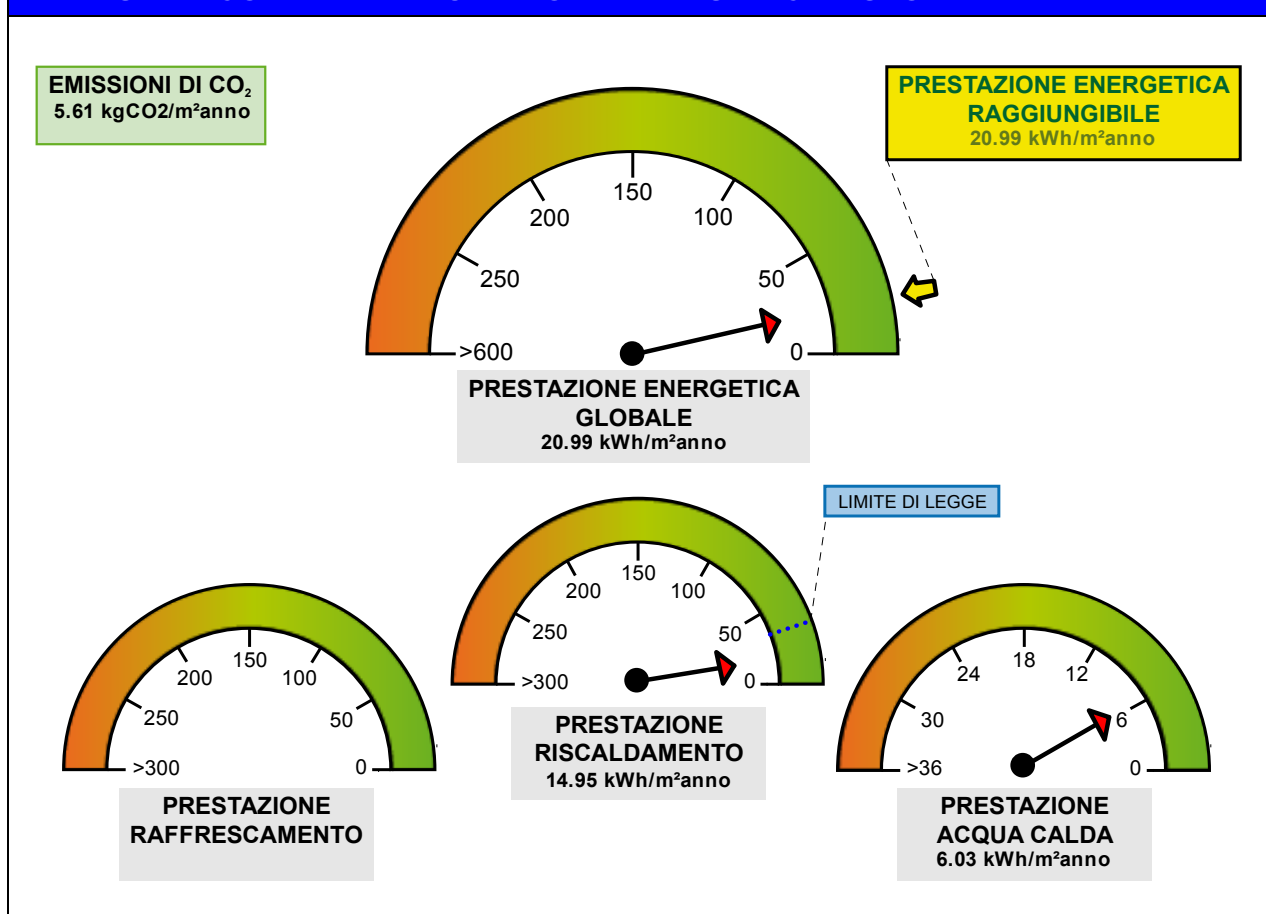 EMISSIONI DI CO₂
5.61 kgCO2/m²anno
PRESTAZIONE ENERGETICA
RAGGIUNGIBILE
20.99 kWh/m²anno
150
200
100
250
50
>600
0
PRESTAZIONE ENERGETICA
GLOBALE
20.99 kWh/m²anno
LIMITE DI LEGGE
150
200
100
250
50
>300
0
PRESTAZIONE
RISCALDAMENTO
14.95 kWh/m²anno
150
200
100
250
50
>300
0
PRESTAZIONE
RAFFRESCAMENTO
18
24
12
30
6
>36
0
PRESTAZIONE
ACQUA CALDA
6.03 kWh/m²anno